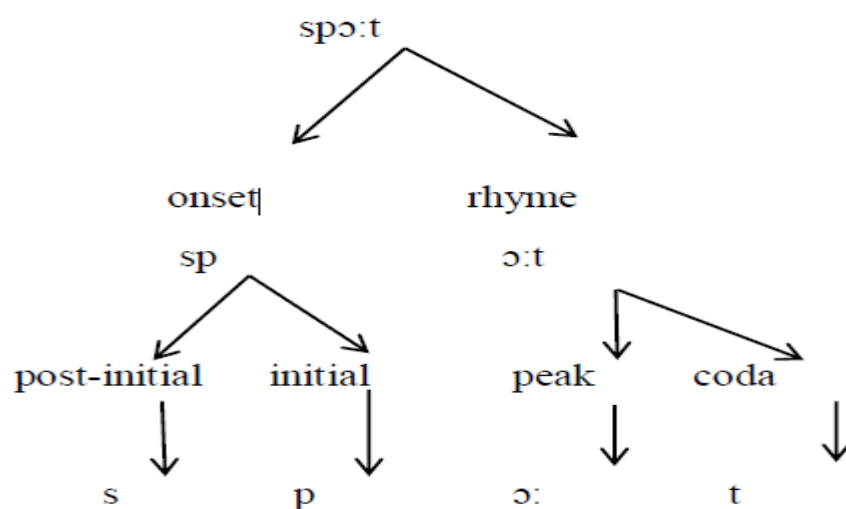 spɔ:t
onset rhyme
sp ɔ:t
post-initial initial peak coda
s p ɔ: t